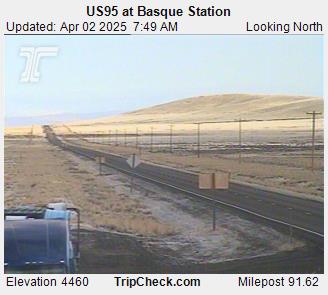 US95 at Basque Station
Updated: Apr 02 2025 7:49 AM Looking North
Elevation 4460 TripCheck.com Milepost 91.62